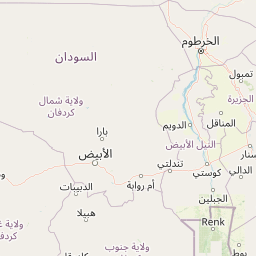 الخرطوم
السودان
تمبول
ولاية شمال
كردفان
الجزيرة
المناقل
الدويم
بارا
النيل الأبيض
الأبيض
تندلتي
سنار
كوستي
الدالي
أم روابة
الدبيبات
الجبلين
هبيلا
Renk
ولاية جنوب